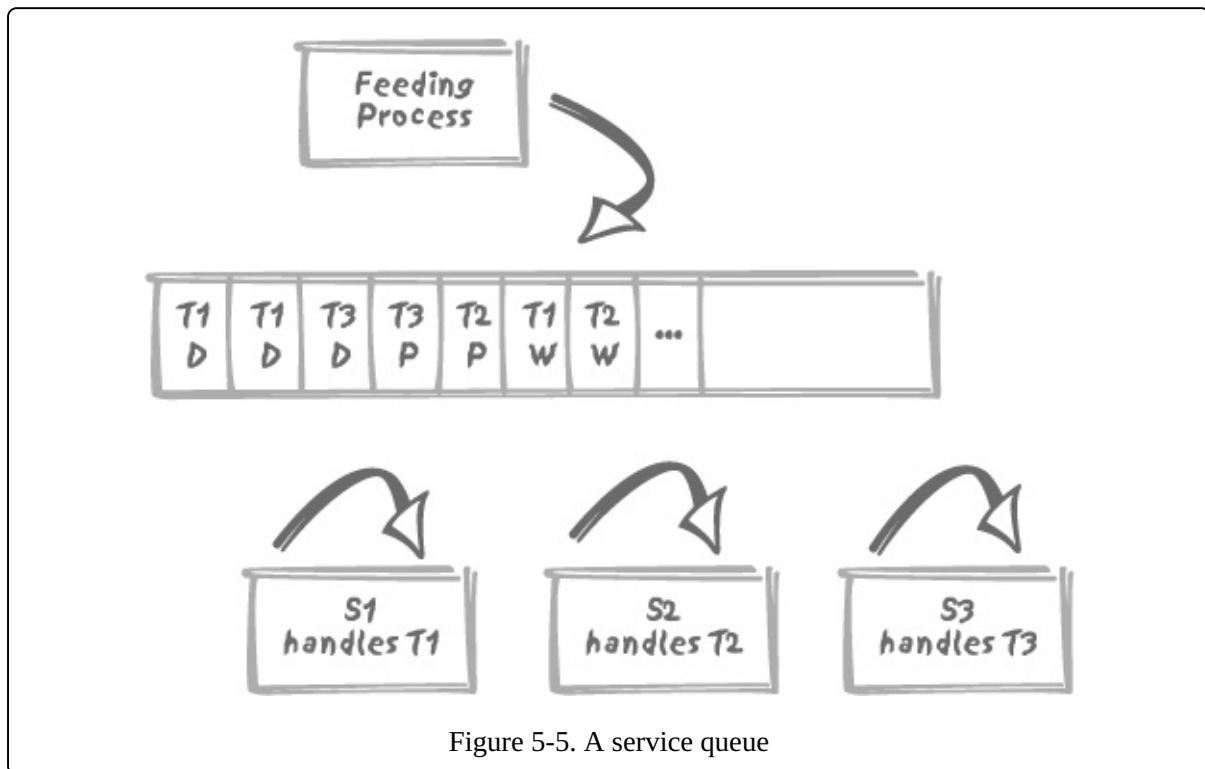 Feeding
Process
T1 T1 T3 T3 T2 T1 T2 ...
D D D P P W W
S1
handles T1
S2
handles T2
S3
handles T3
Figure 5-5. A service queue